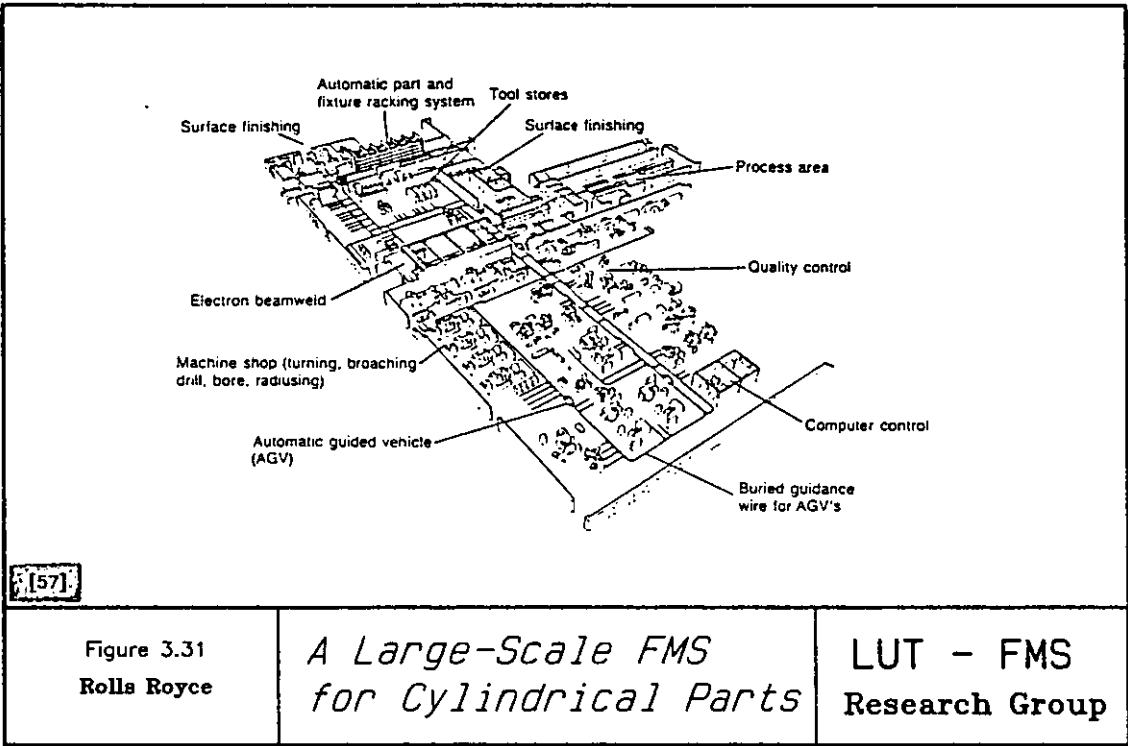 Automatic part and
fixture racking system
Tool stores
Surface finishing
Surface finishing
Process area
Quality control
Electron beamweld
Machine shop (turning, broaching
drill, bore, radiusing)
Automatic guided vehicle
(AGV)
Computer control
Buried guidance
wire for AGV's
[57]
Figure 3.31
Rolls Royce
A Large-Scale FMS
for Cylindrical Parts
LUT - FMS
Research Group